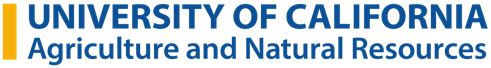 UNIVERSITY OF CALIFORNIA
Agriculture and Natural Resources